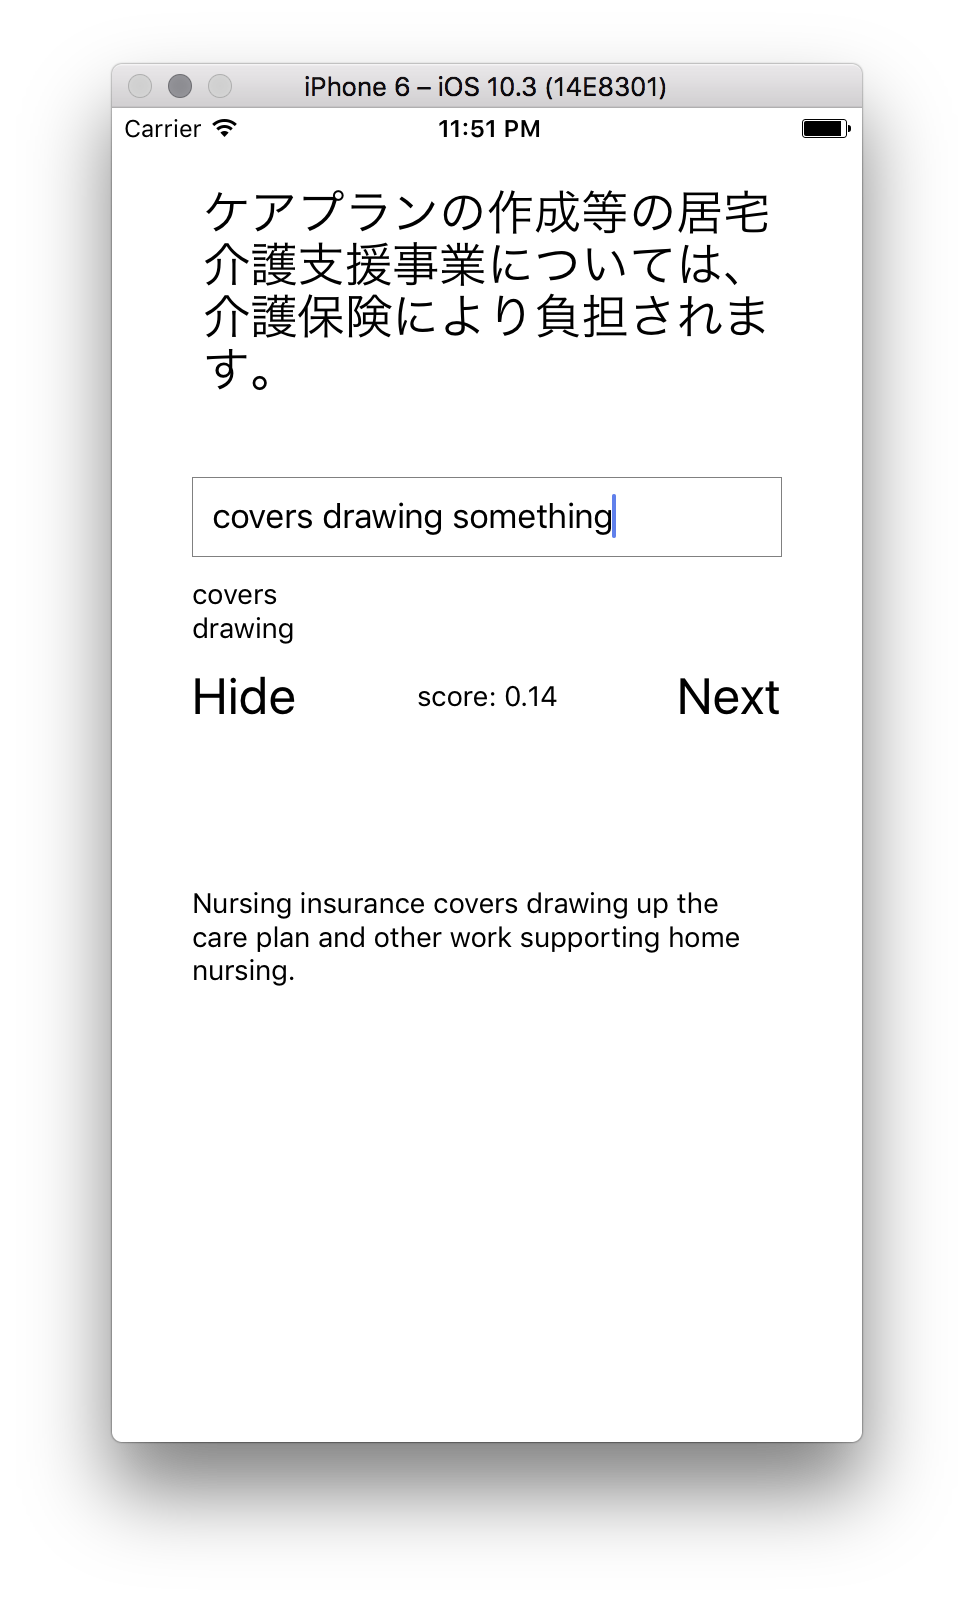 iPhone 6 – iOS 10.3 (14E8301)
Carrier 11:51 PM
ケアプランの作成等の居宅
介護支援事業については、
介護保険により負担されま
す。
covers drawing something
covers
drawing
Hide score: 0.14 Next
Nursing insurance covers drawing up the
care plan and other work supporting home
nursing.